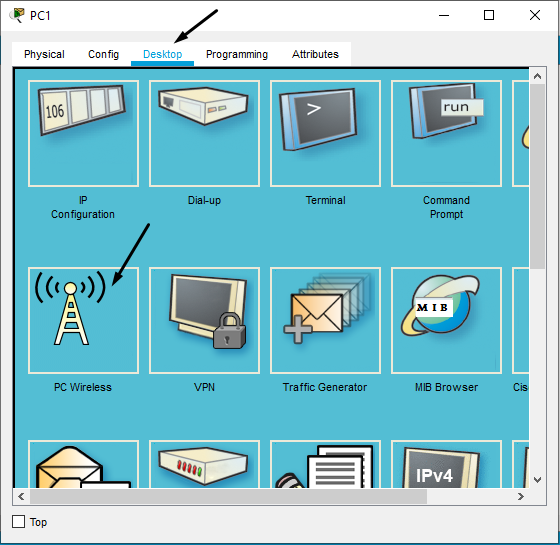 PC1
Physical Config Desktop Programming Attributes
106
>
run
IP
Configuration
Dial-up
Terminal
Command
Prompt
MIB
PC Wireless
VPN
Traffic Generator
MIB Browser
Cisc
IPv4
Top